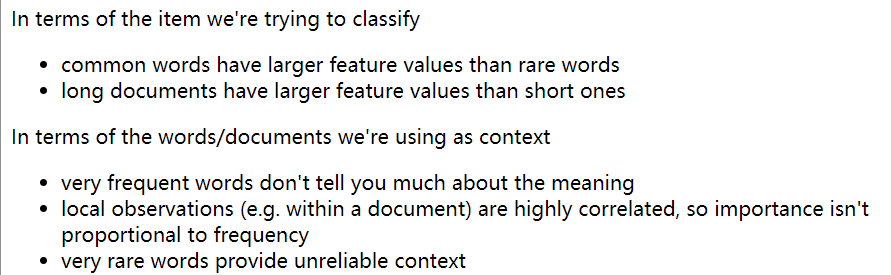 In terms of the item we're trying to classify
• common words have larger feature values than rare words
• long documents have larger feature values than short ones
In terms of the words/documents we're using as context
• very frequent words don't tell you much about the meaning
• local observations (e.g. within a document) are highly correlated, so importance isn't
proportional to frequency
• very rare words provide unreliable context